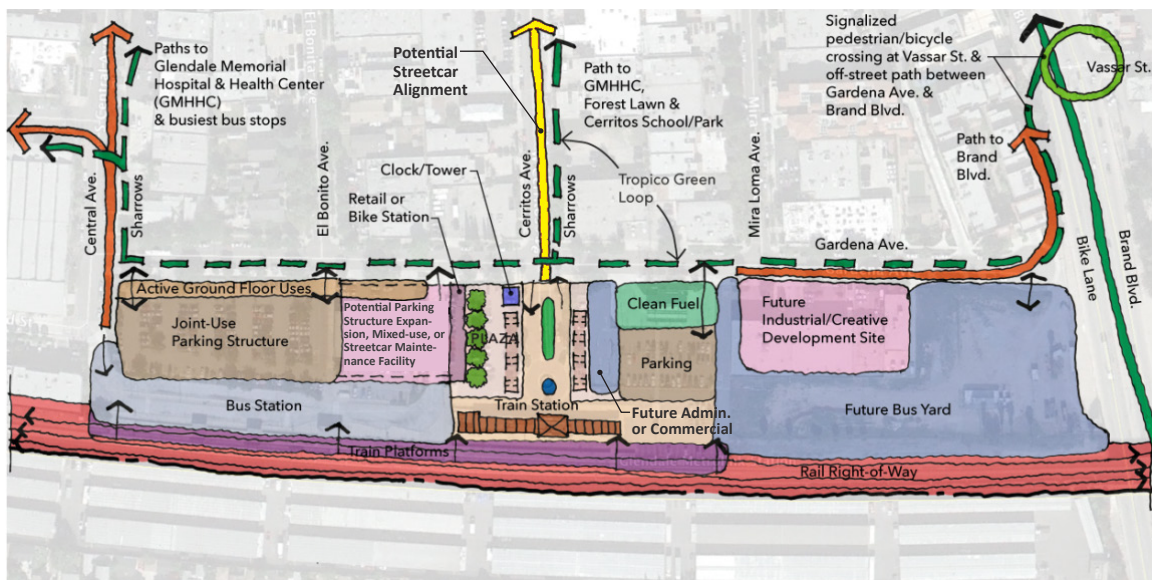 Paths to
Glendale Memorial
Hospital & Health Center
(GMHHC)
& busiest bus stops
Potential
Streetcar
Alignment
Path to
GMHHC,
Forest Lawn &
Cerritos School/Park
Signalized
pedestrian/bicycle
crossing at Vassar St. &
off-street path between
Gardena Ave. &
Brand Blvd.
Vassar St.
Path to
Brand
Blvd.
Central Ave.
Sharrows
El Bonito Ave.
Clock/Tower
Retail or
Bike Station
Cerritos Ave.
Sharrows
Tropico Green
Loop
Mira Loma Ave.
Gardena Ave.
Bike Lane
Brand Blvd.
Active Ground Floor Uses
Joint-Use
Parking Structure
Potential Parking
Structure Expan-
sion, Mixed-use, or
Streetcar Mainte-
nance Facility
PLAZA
Clean Fuel
Parking
Future
Industrial/Creative
Development Site
Bus Station
Train Station
Future Admin.
or Commercial
Future Bus Yard
Train Platforms
Rail Right-of-Way